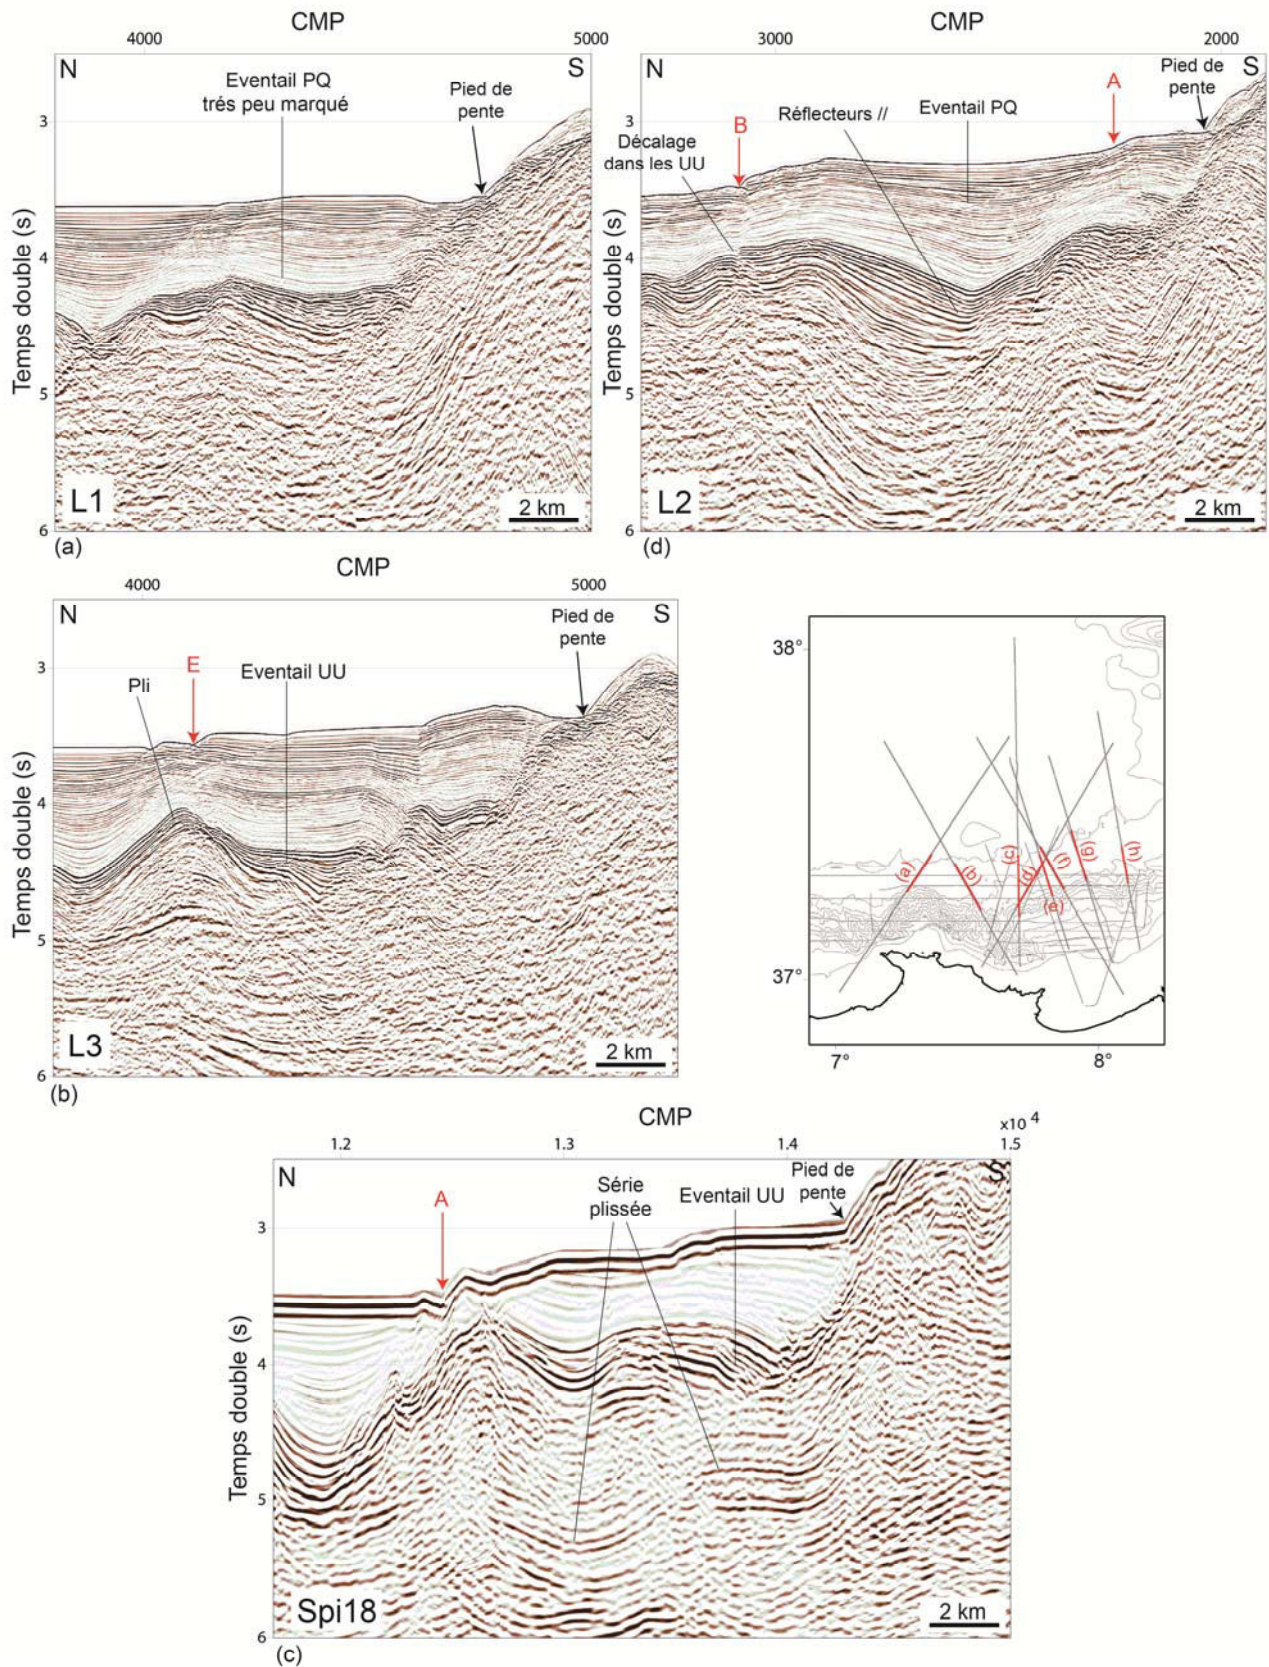 CMP
4000 5000
N S
Eventail PQ
trés peu marqué
Pied de
pente
3
4
5
6
Temps double (s)
L1
2 km
(a)
CMP
3000 2000
N S
A
Pied de
pente
B
Réflecteurs //
Eventail PQ
Décalage
dans les UU
3
4
5
6
Temps double (s)
L2
2 km
(d)
CMP
4000 5000
N S
Pied de
pente
E
Eventail UU
Pli
3
4
5
6
Temps double (s)
L3
2 km
(b)
38°
37°
7° 8°
(a)
(b)
(c)
(d)
(e)
(f)
(g)
(h)
CMP
x10 4
1.2 1.3 1.4 1.5
N S
A
Série
plissée
Eventail UU
Pied de
pente
3
4
5
6
Temps double (s)
Spi18
2 km
(c)